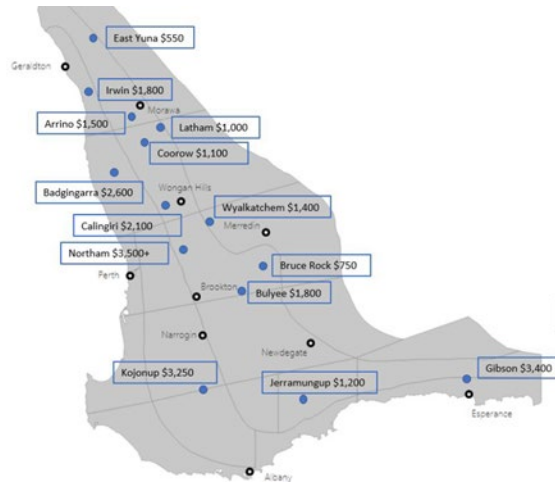 East Yuna $550
Geraldton
Irwin $1,800
Morawa
Arrino $1,500
Latham $1,000
Coorow $1,100
Badgingarra $2,600
Wongan Hills
Wyalkatchem $1,400
Calingiri $2,100
Merredin
Northam $3,500+
Bruce Rock $750
Perth
Brookton
Bulyee $1,800
Narrogin
Newdegate
Kojonup $3,250
Gibson $3,400
Jerramungup $1,200
Esperance
Albany